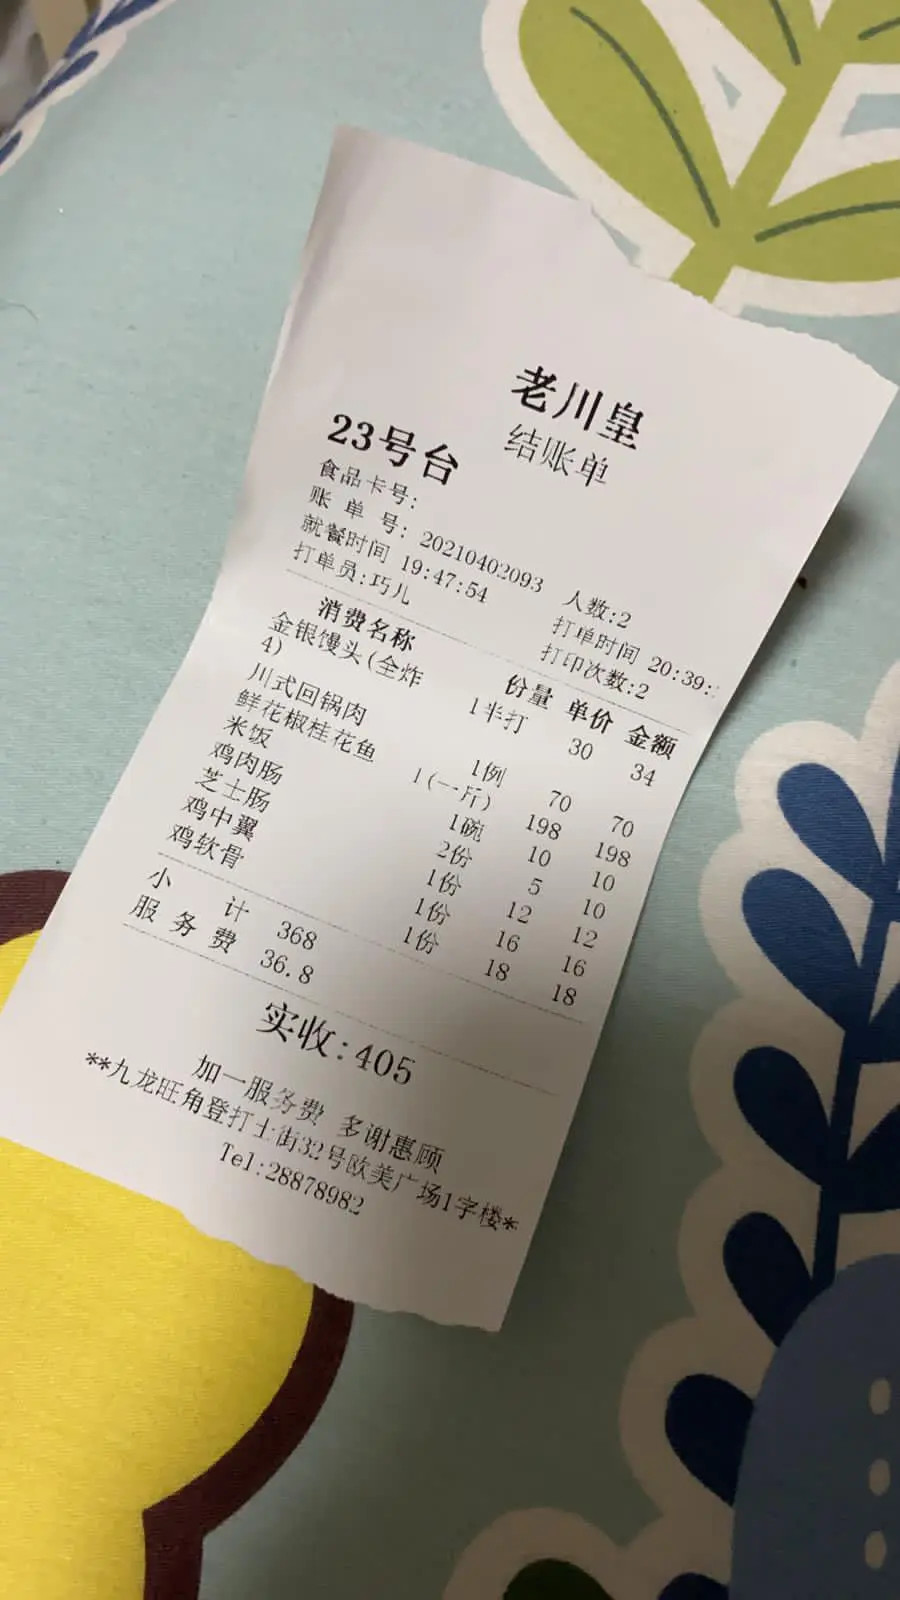 老川皇
结账单
23号台
食品卡号:
账 单 号: 20210402093 人数:2
就餐时间 19:47:54 打单时间 20:39:
打单员:巧儿 打印次数:2
消费名称 份量 单价 金额
金银馒头(全炸 1半打 30 34
4)
川式回锅肉 1例 70 70
鲜花椒桂花鱼 1(一斤) 198 198
米饭 1碗 10 10
鸡肉肠 2份 5 10
芝士肠 1份 12 12
鸡中翼 1份 16 16
鸡软骨 1份 18 18
小 计 368
服 务 费 36.8
实收:405
加一服务费 多谢惠顾
**九龙旺角登打士街32号欧美广场1字楼*
Tel:28878982